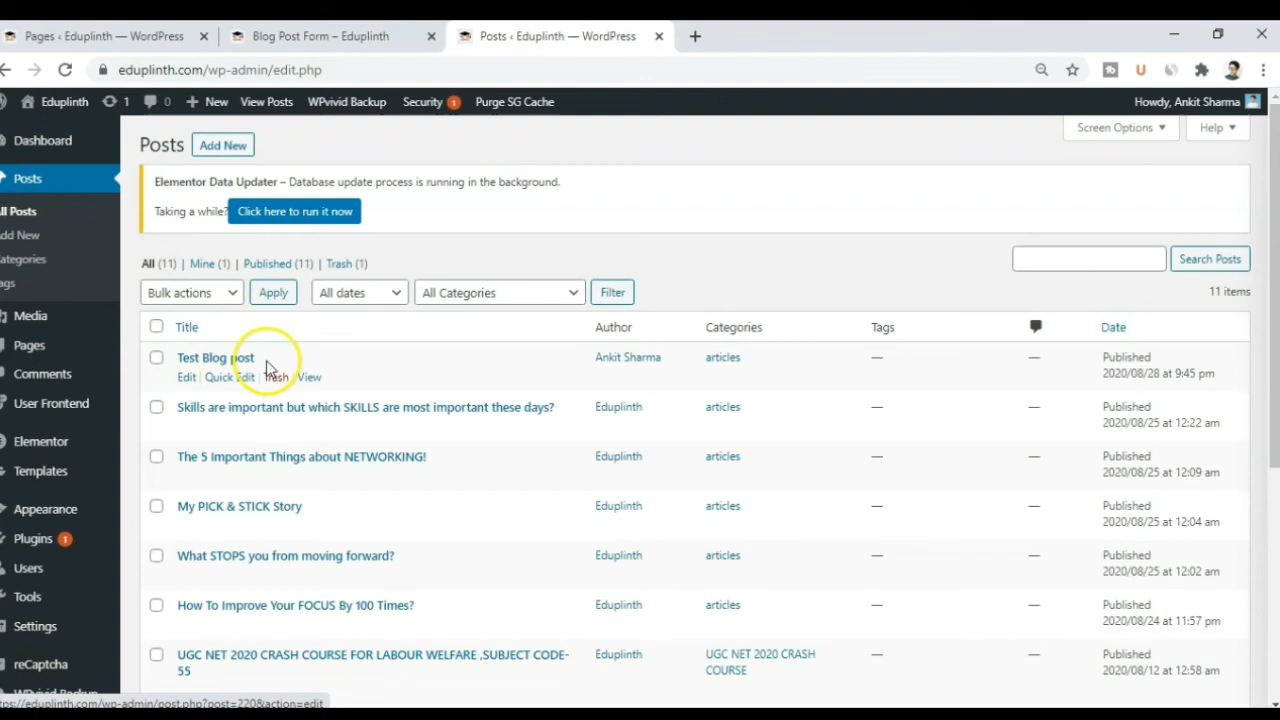 Pages ‹ Eduplinth — WordPress
Blog Post Form – Eduplinth
Posts ‹ Eduplinth — WordPress
eduplinth.com/wp-admin/edit.php
Eduplinth 1 0 New View Posts WPvivid Backup Security 1 Purge SG Cache Howdy, Ankit Sharma
Dashboard
Posts
ll Posts
dd New
ategories
ags
Media
Pages
Comments
User Frontend
Elementor
Templates
Appearance
Plugins 1
Users
Tools
Settings
reCaptcha
WPvivid Backup
Screen Options Help
Posts Add New
Elementor Data Updater – Database update process is running in the background.
Taking a while? Click here to run it now
All (11) | Mine (1) | Published (11) | Trash (1)
Search Posts
Bulk actions Apply All dates All Categories Filter
11 items
Title Author Categories Tags Date
Test Blog post Ankit Sharma articles — — Published
2020/08/28 at 9:45 pm
Edit | Quick Edit | Trash | View
Skills are important but which SKILLS are most important these days? Eduplinth articles — — Published
2020/08/25 at 12:22 am
The 5 Important Things about NETWORKING! Eduplinth articles — — Published
2020/08/25 at 12:09 am
My PICK & STICK Story Eduplinth articles — — Published
2020/08/25 at 12:04 am
What STOPS you from moving forward? Eduplinth articles — — Published
2020/08/25 at 12:02 am
How To Improve Your FOCUS By 100 Times? Eduplinth articles — — Published
2020/08/24 at 11:57 pm
UGC NET 2020 CRASH COURSE FOR LABOUR WELFARE ,SUBJECT CODE- Eduplinth UGC NET 2020 CRASH — — Published
55 COURSE 2020/08/12 at 12:58 am
tps://eduplinth.com/wp-admin/post.php?post=220&action=edit